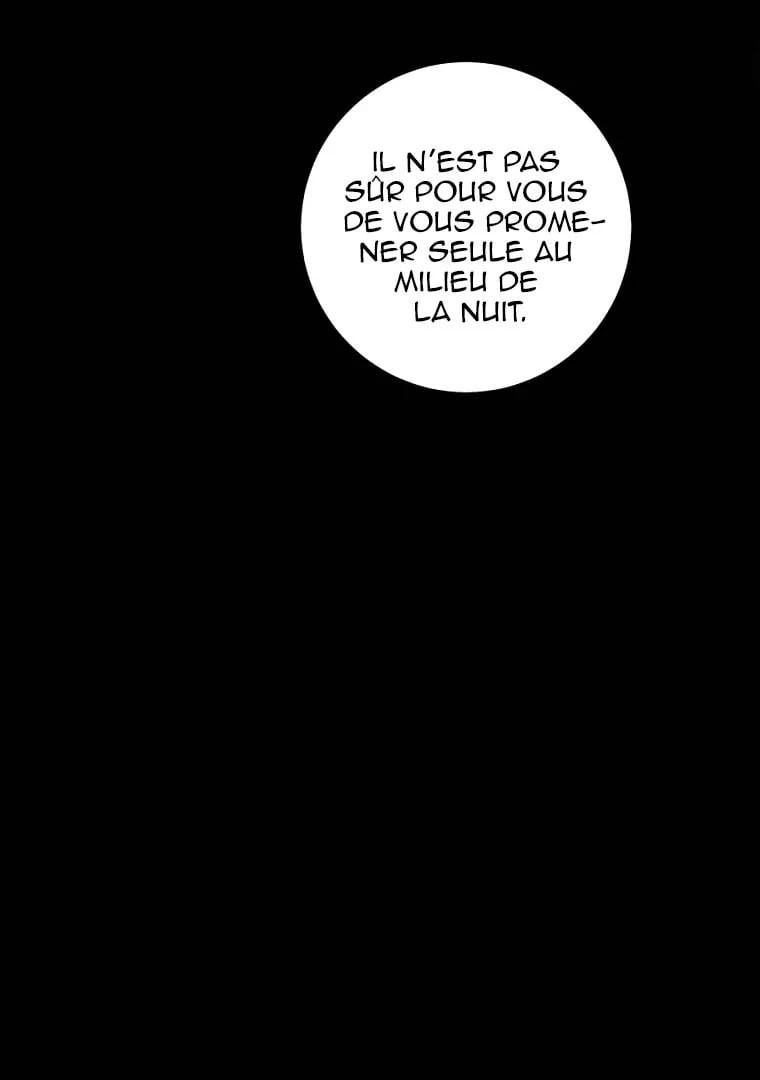 IL N'EST PAS
SÛR POUR VOUS
DE VOUS PROME-
NER SEULE AU
MILIEU DE
LA NUIT.